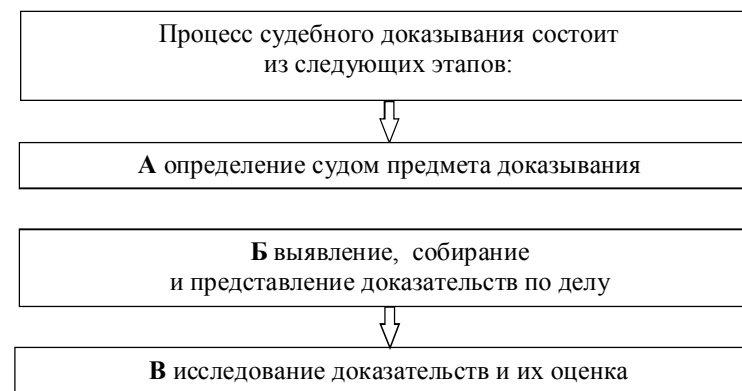 Процесс судебного доказывания состоит
из следующих этапов:
А определение судом предмета доказывания
Б выявление, собирание
и представление доказательств по делу
В исследование доказательств и их оценка